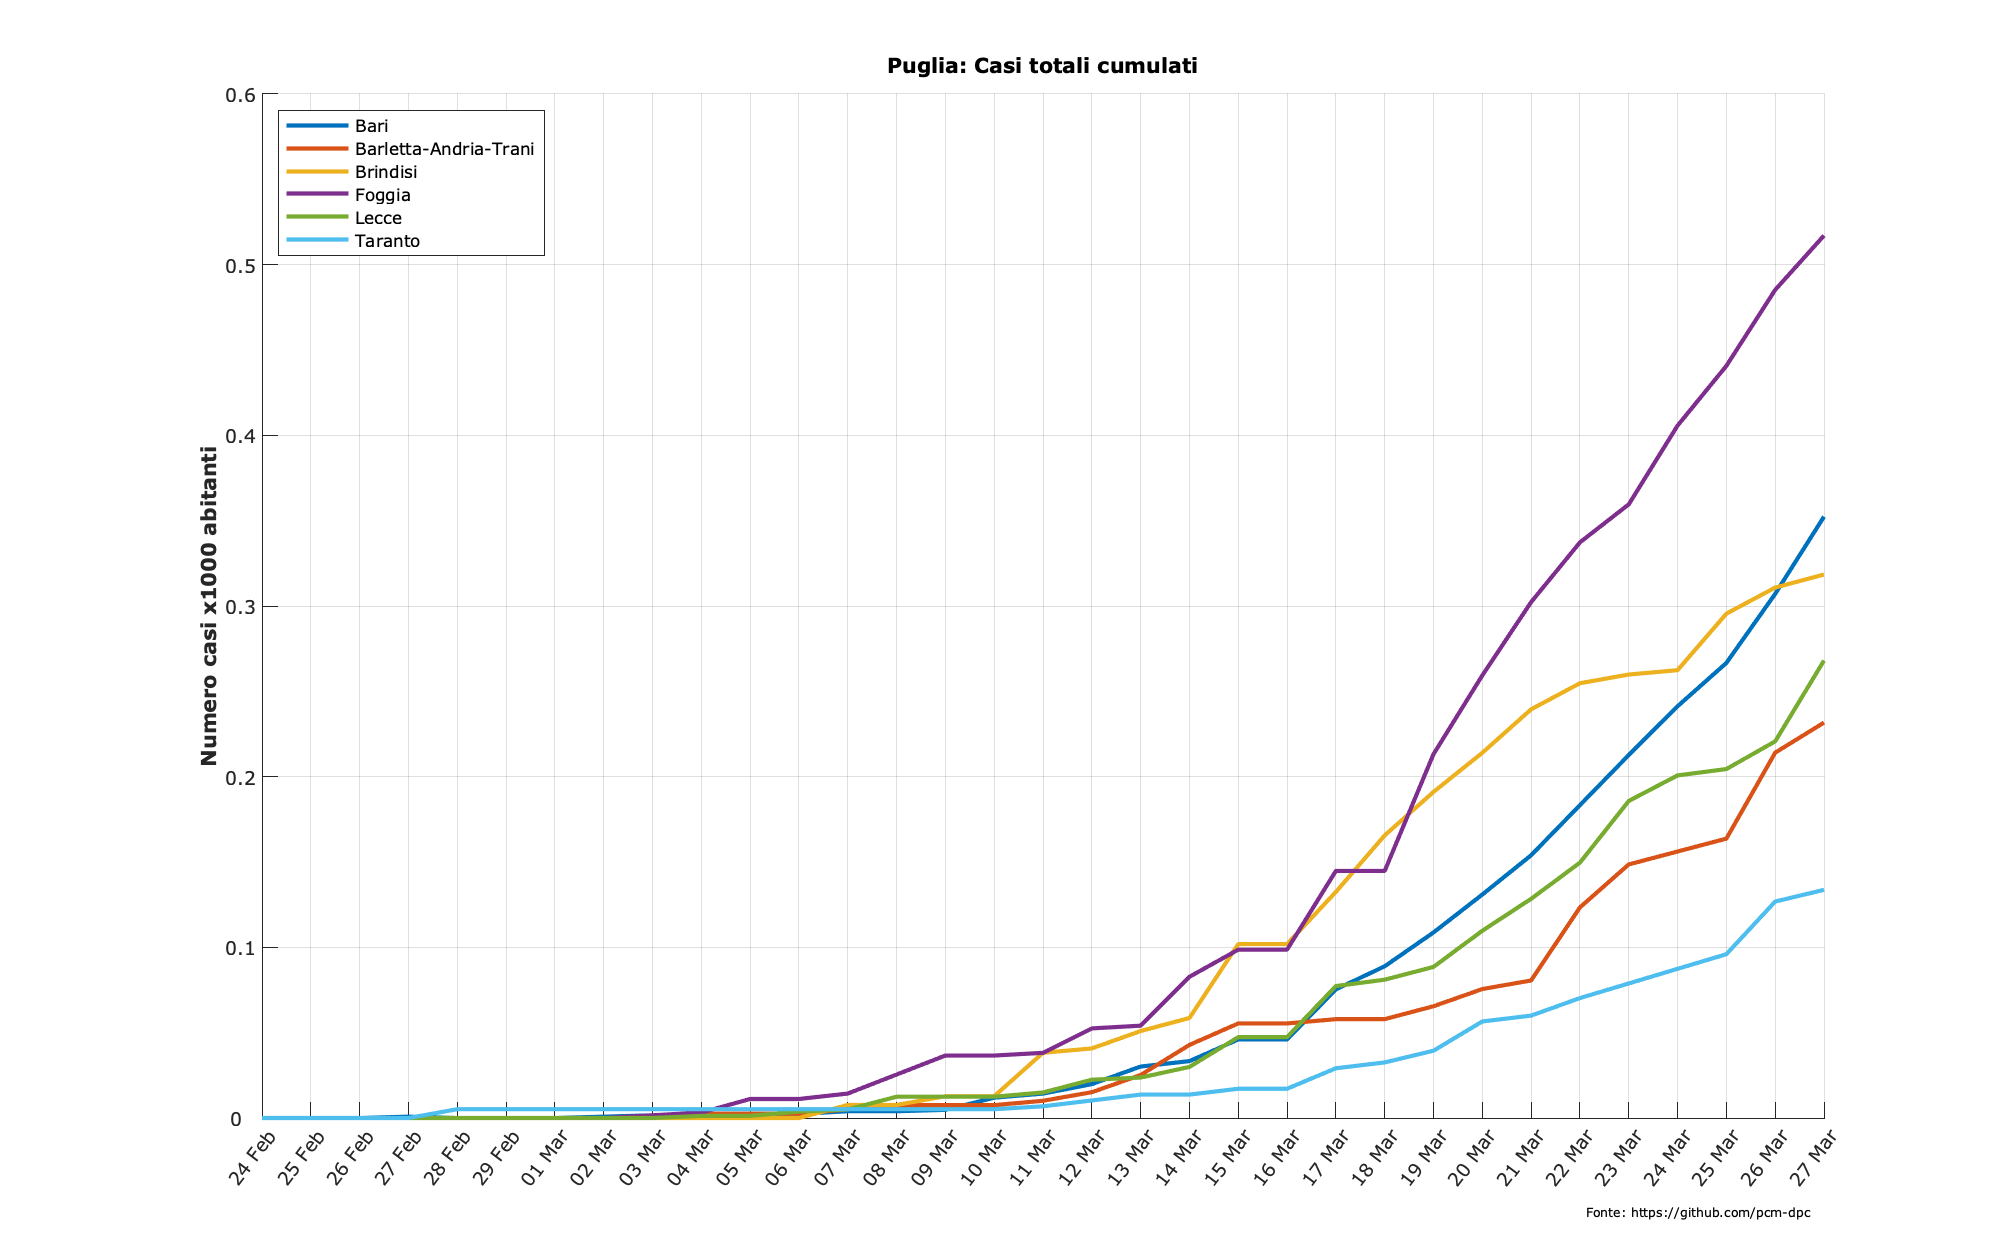 Puglia: Casi totali cumulati
Numero casi x1000 abitanti
0.6
0.5
0.4
0.3
0.2
0.1
0
Bari
Barletta-Andria-Trani
Brindisi
Foggia
Lecce
Taranto
24 Feb
25 Feb
26 Feb
27 Feb
28 Feb
29 Feb
01 Mar
02 Mar
03 Mar
04 Mar
05 Mar
06 Mar
07 Mar
08 Mar
09 Mar
10 Mar
11 Mar
12 Mar
13 Mar
14 Mar
15 Mar
16 Mar
17 Mar
18 Mar
19 Mar
20 Mar
21 Mar
22 Mar
23 Mar
24 Mar
25 Mar
26 Mar
27 Mar
Fonte: https://github.com/pcm-dpc